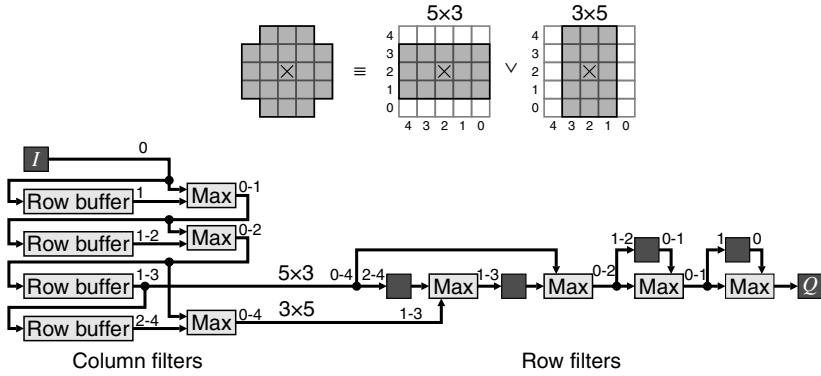 5×3 3×5
≡ ∨
4 4
3 3
2 2
1 1
0 0
4 3 2 1 0 4 3 2 1 0
I 0
Row buffer 1 Max 0-1
Row buffer 1-2 Max 0-2
Row buffer 1-3 5×3 0-4 2-4 Max 1-3 Max 0-2 1-2 0-1 Max 0-1 1 0 Max Q
Row buffer 2-4 Max 0-4 3×5 1-3
Column filters Row filters